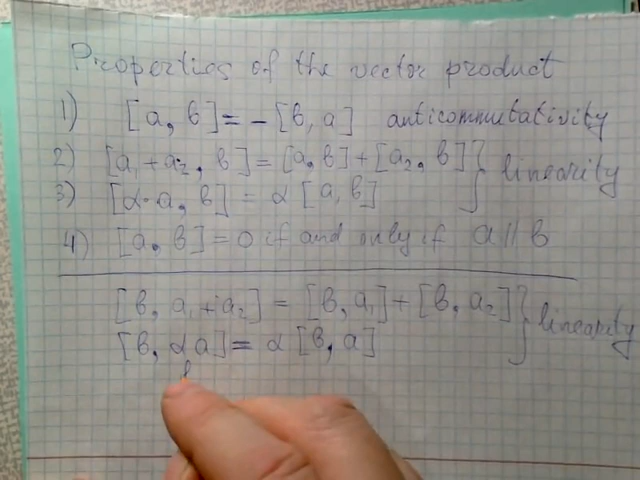 Properties of the vector product
1) [a, b] = - [b, a] anticommutativity
2) [a₁ + a₂, b] = [a, b] + [a₂, b] } linearity
3) [α · a, b] = α [a, b]
4) [a, b] = 0 if and only if a || b
[b, a₁ + a₂] = [b, a₁] + [b, a₂] } linearity
[b, αa] = α [b, a]